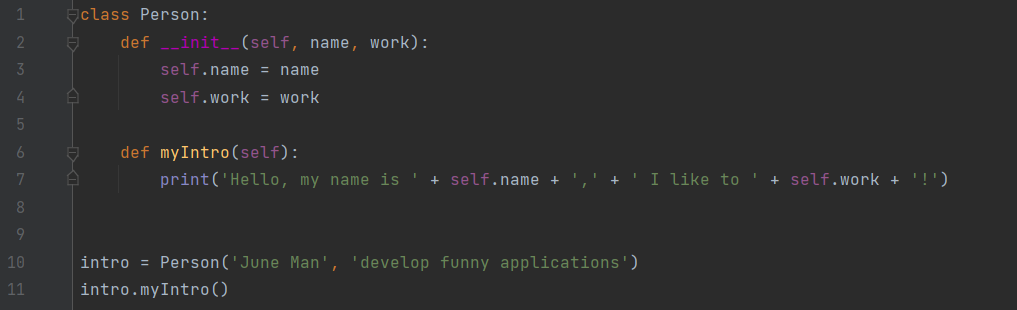 1 class Person:
2     def __init__(self, name, work):
3         self.name = name
4         self.work = work
5
6     def myIntro(self):
7         print('Hello, my name is ' + self.name + ',' + ' I like to ' + self.work + '!')
8
9
10 intro = Person('June Man', 'develop funny applications')
11 intro.myIntro()